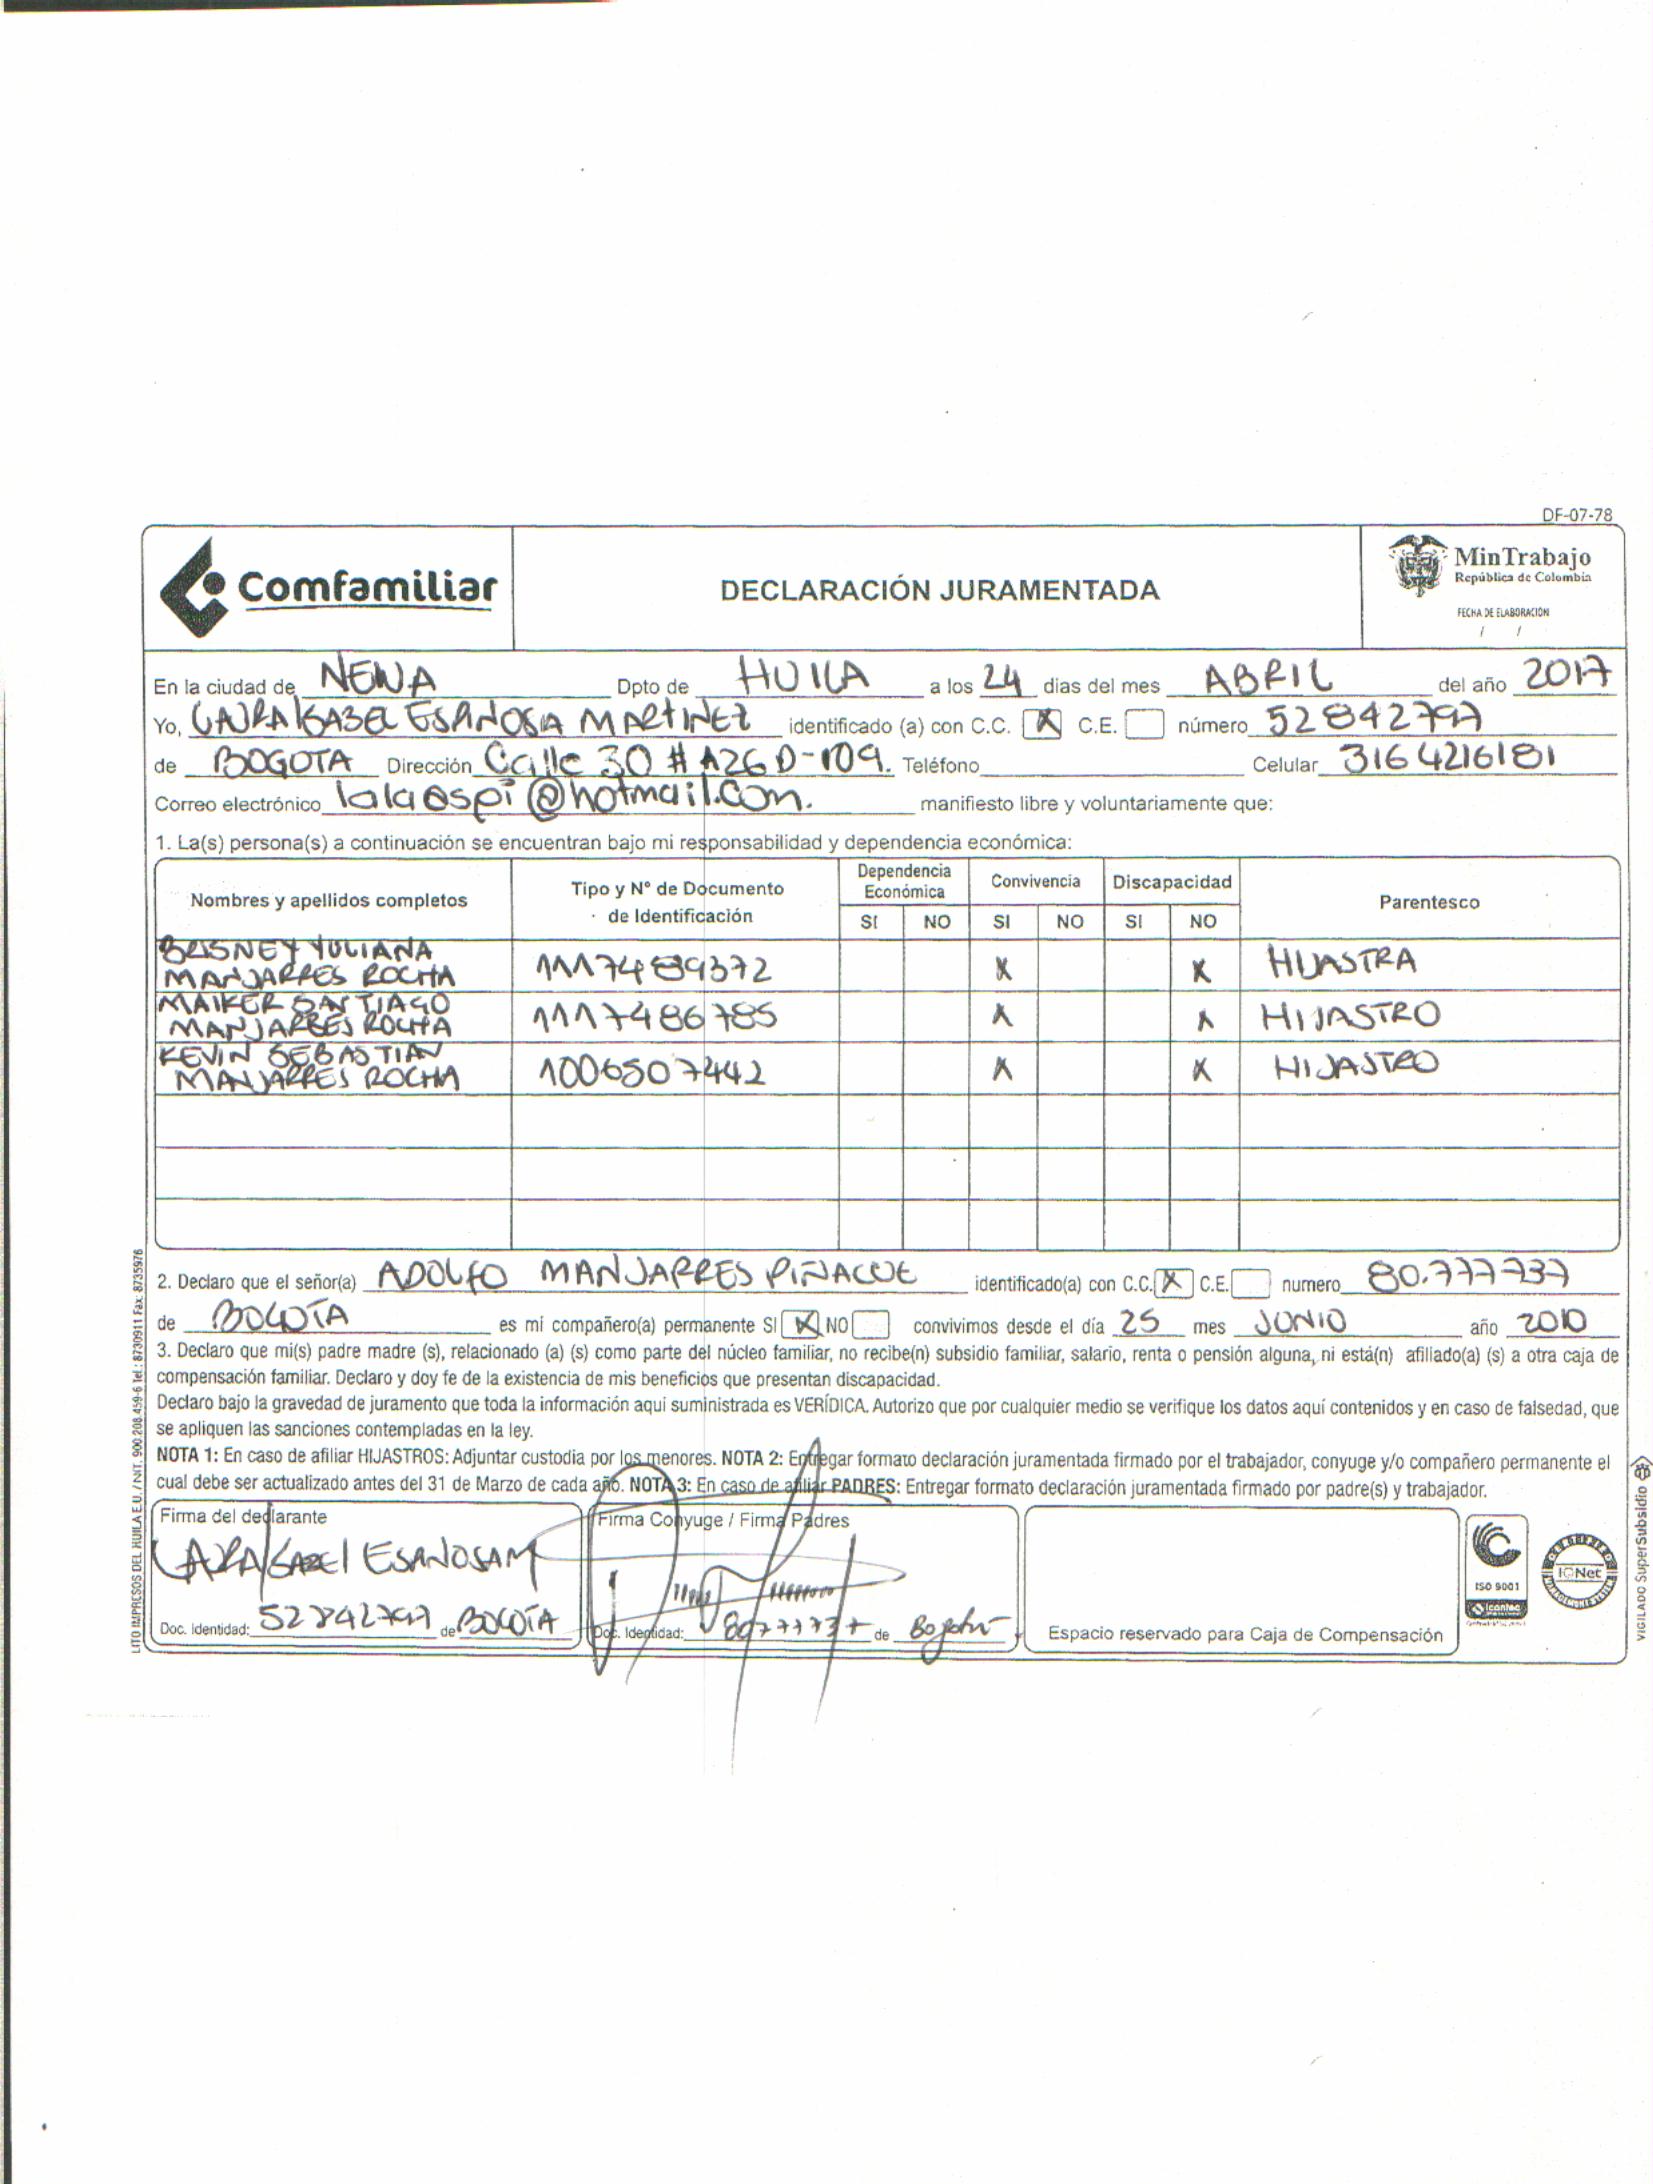 DF-07-78
Comfamiliar
DECLARACIÓN JURAMENTADA
MinTrabajo
República de Colombia
FECHA DE ELABORACIÓN
/ /
En la ciudad de NEIVA Dpto de HUILA a los 24 dias del mes ABRIL del año 2017
Yo, LAURA ISABEL ESPINOSA MARTINEZ identificado (a) con C.C. X C.E. número 52842797
de BOGOTA Dirección Calle 30 # A26D-109. Teléfono Celular 3164216181
Correo electrónico lalaespi@hotmail.com. manifiesto libre y voluntariamente que:
1. La(s) persona(s) a continuación se encuentran bajo mi responsabilidad y dependencia económica:
Nombres y apellidos completos Tipo y N° de Documento de Identificación Dependencia Económica Convivencia Discapacidad Parentesco
SI NO SI NO SI NO
BRISNEY YULIANA
MANJARRES ROCHA 1117489372 X X HIJASTRA
MAIKER SANTIAGO
MANJARRES ROCHA 1117486785 X X HIJASTRO
KEVIN SEBASTIAN
MANJARRES ROCHA 1006507442 X X HIJASTRO
2. Declaro que el señor(a) ADOLFO MANJARRES PIÑACUE identificado(a) con C.C. X C.E. numero 80.777737
de BOGOTA es mi compañero(a) permanente SI X NO convivimos desde el día 25 mes JUNIO año 2010
3. Declaro que mi(s) padre madre (s), relacionado (a) (s) como parte del núcleo familiar, no recibe(n) subsidio familiar, salario, renta o pensión alguna, ni está(n) afiliado(a) (s) a otra caja de
compensación familiar. Declaro y doy fe de la existencia de mis beneficios que presentan discapacidad.
Declaro bajo la gravedad de juramento que toda la información aqui suministrada es VERÍDICA. Autorizo que por cualquier medio se verifique los datos aquí contenidos y en caso de falsedad, que
se apliquen las sanciones contempladas en la ley.
NOTA 1: En caso de afiliar HIJASTROS: Adjuntar custodia por los menores. NOTA 2: Entregar formato declaración juramentada firmado por el trabajador, conyuge y/o compañero permanente el
cual debe ser actualizado antes del 31 de Marzo de cada año. NOTA 3: En caso de afiliar PADRES: Entregar formato declaración juramentada firmado por padre(s) y trabajador.
Firma del declarante Firma Conyuge / Firma Padres
LAURA ISABEL ESPINOSA M
Doc. Identidad: 52842797 de BOGOTA Doc. Identidad: 80777737 de Bogotá Espacio reservado para Caja de Compensación
ISO 9001
icontec
IQNet
LITO IMPRESOS DEL HUILA E.U. / NIT. 900.208.459-6 Tel.: 8730911 Fax: 8735976
VIGILADO SuperSubsidio